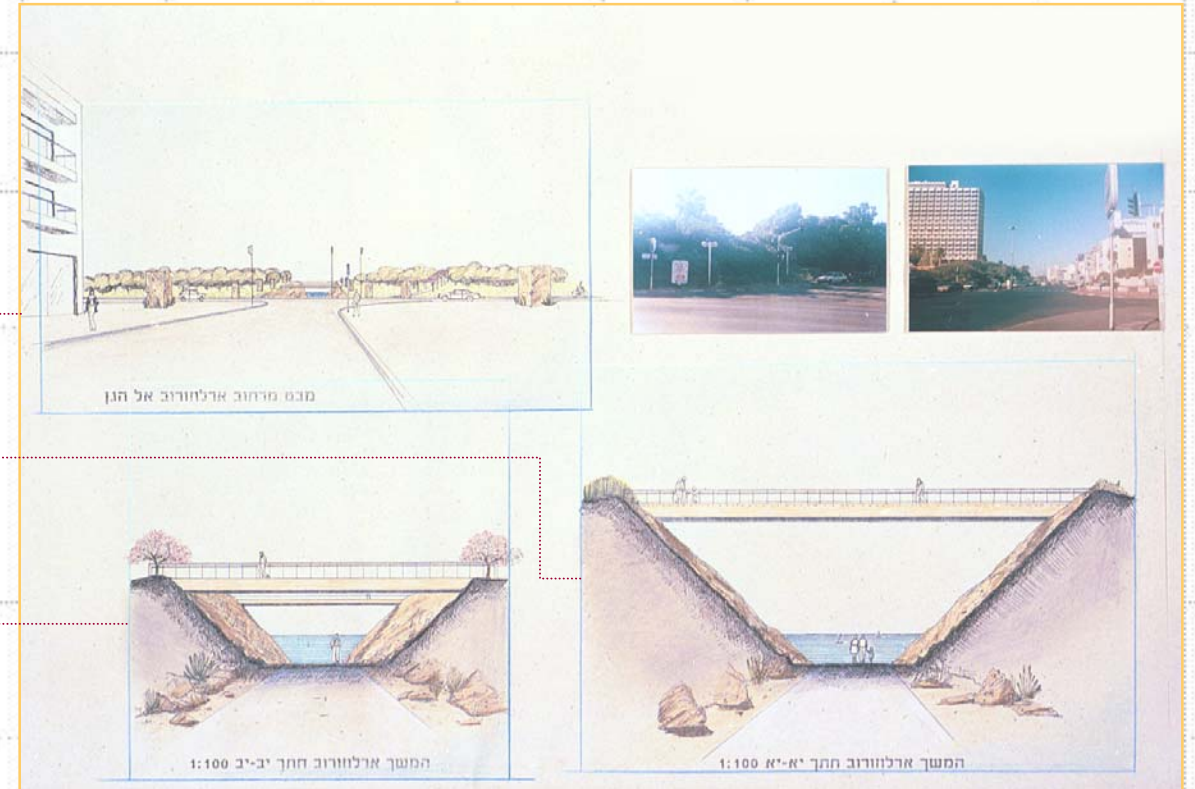 מבט מרחוב ארלוזורוב אל הגן
המשך ארלוזורוב חתך יא-יא 1:100
המשך ארלוזורוב חתך יב-יב 1:100